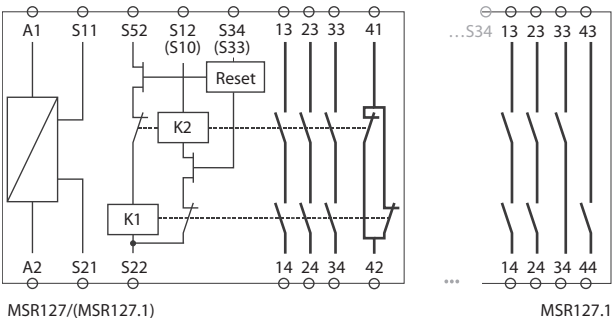 A1 S11 S52 S12 S34 13 23 33 41 …S34 13 23 33 43
(S10) (S33)
Reset
K2
K1
A2 S21 S22 14 24 34 42 ... 14 24 34 44
MSR127/(MSR127.1) MSR127.1